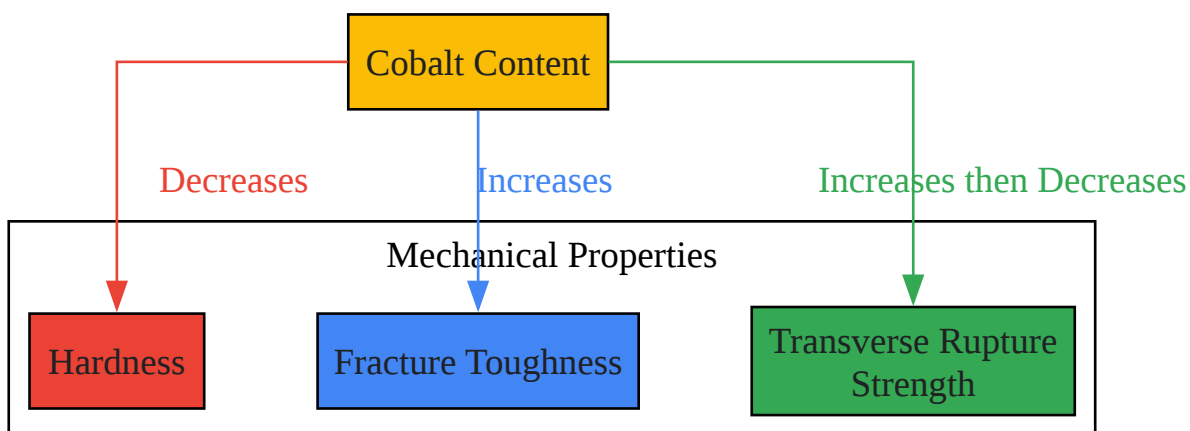 Cobalt Content
Decreases
Increases
Increases then Decreases
Mechanical Properties
Hardness
Fracture Toughness
Transverse Rupture
Strength